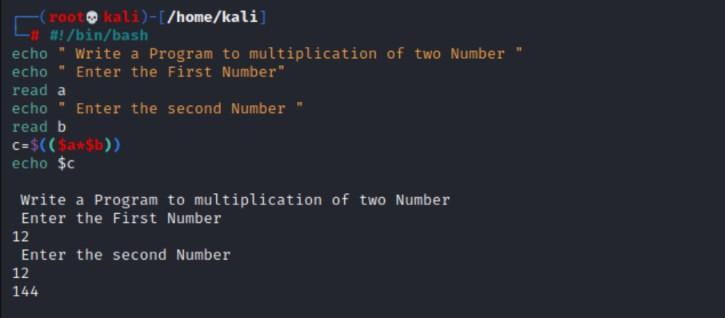 ┌──(root💀kali)-[/home/kali]
└─# #!/bin/bash
echo " Write a Program to multiplication of two Number "
echo " Enter the First Number"
read a
echo " Enter the second Number "
read b
c=$(($a*$b))
echo $c
 Write a Program to multiplication of two Number
 Enter the First Number
12
 Enter the second Number
12
144